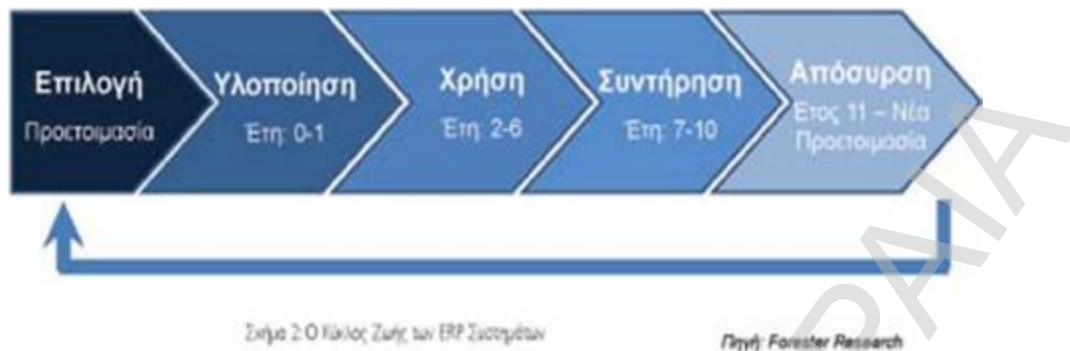 Επιλογή
Προετοιμασία
Υλοποίηση
Έτη: 0-1
Χρήση
Έτη: 2-6
Συντήρηση
Έτη: 7-10
Απόσυρση
Έτος 11 – Νέα
Προετοιμασία
Σχήμα 2: Ο Κύκλος Ζωής των ERP Συστημάτων
Πηγή: Forester Research
ΡΑΙΑ